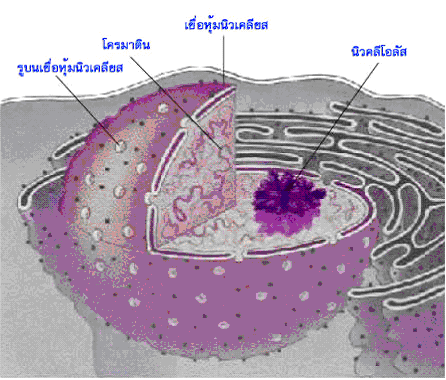 เยื่อหุ้มนิวเคลียส
โครมาติน
นิวคลีโอลัส
รูบนเยื่อหุ้มนิวเคลียส